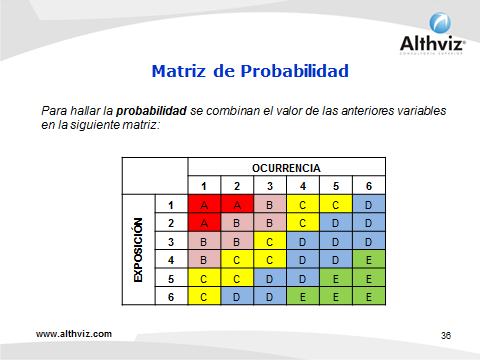 Althviz
CONSULTORIA SUPERIOR
Matriz de Probabilidad
Para hallar la probabilidad se combinan el valor de las anteriores variables
en la siguiente matriz:
OCURRENCIA
1 2 3 4 5 6
EXPOSICIÓN
1 A A B C C D
2 A B B C D D
3 B B C D D D
4 B C C D D E
5 C C D D E E
6 C D D E E E
www.althviz.com
36